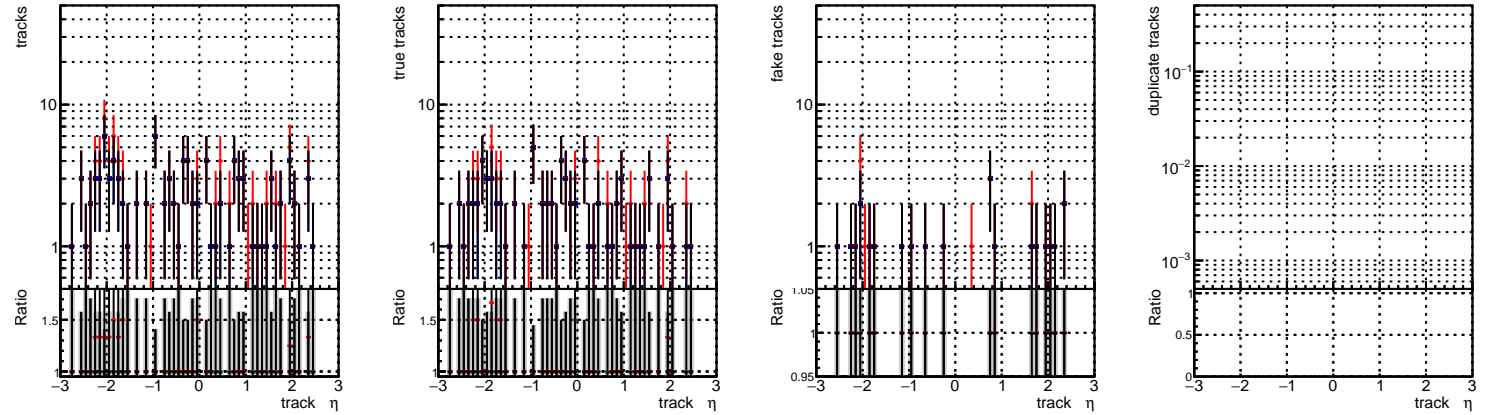 tracks
10
1
Ratio
1.5
1
−3 −2 −1 0 1 2 3
track η
true tracks
10
1
Ratio
1.5
1
−3 −2 −1 0 1 2 3
track η
fake tracks
10
1
Ratio
1.05
1
0.95
−3 −2 −1 0 1 2 3
track η
duplicate tracks
10−1
10−2
10−3
Ratio
1
0.5
0
−3 −2 −1 0 1 2 3
track η